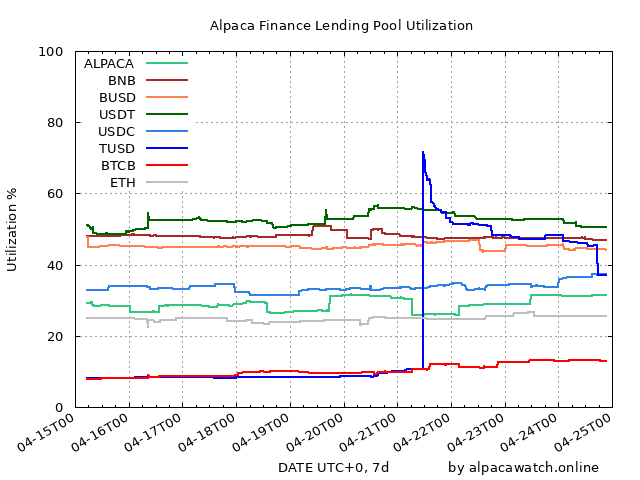 Alpaca Finance Lending Pool Utilization
100
80
60
40
20
0
Utilization %
ALPACA
BNB
BUSD
USDT
USDC
TUSD
BTCB
ETH
04-15T00
04-16T00
04-17T00
04-18T00
04-19T00
04-20T00
04-21T00
04-22T00
04-23T00
04-24T00
04-25T00
DATE UTC+0, 7d
by alpacawatch.online